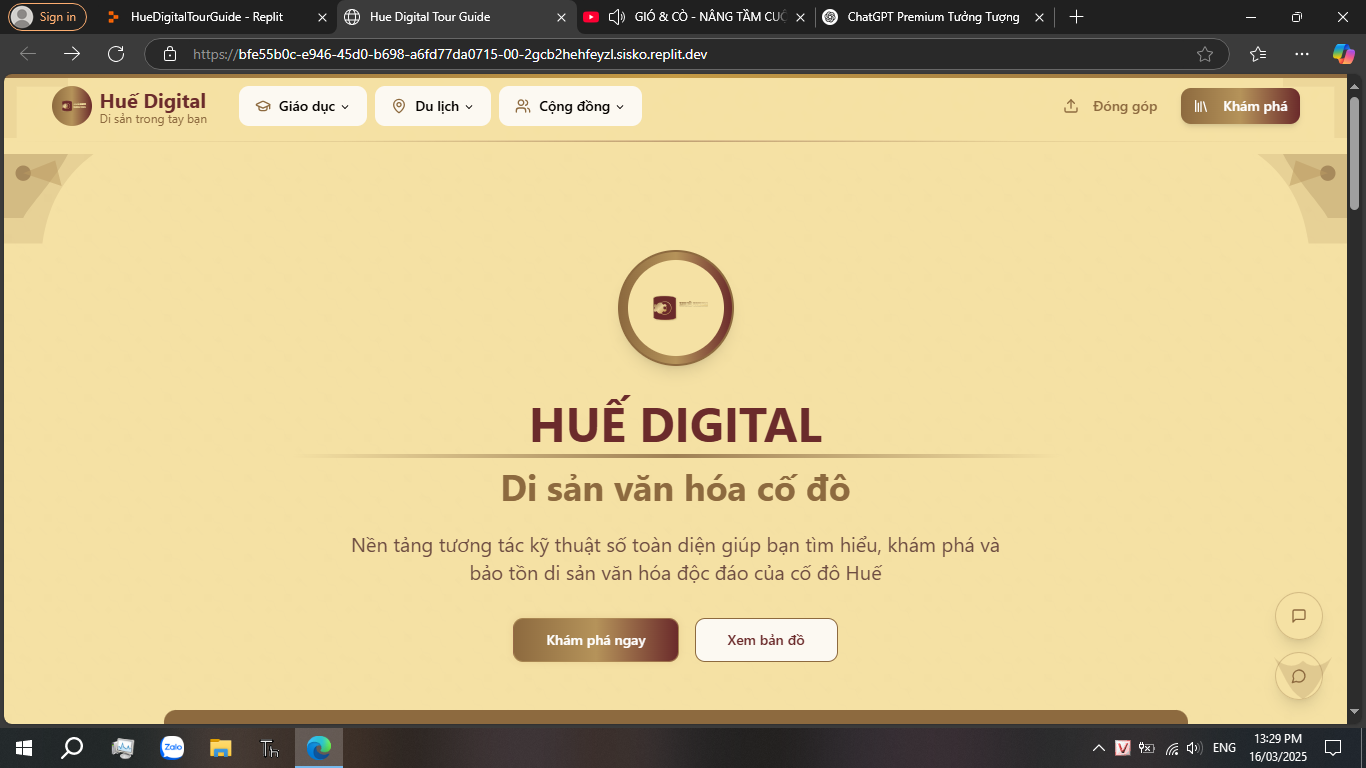 Sign in
HueDigitalTourGuide - Replit
Hue Digital Tour Guide
GIÓ & CÒ - NÂNG TẦM CUỘ
ChatGPT Premium Tưởng Tượng
https://bfe55b0c-e946-45d0-b698-a6fd77da0715-00-2gcb2hehfeyzl.sisko.replit.dev
Huế Digital
Di sản trong tay bạn
Giáo dục
Du lịch
Cộng đồng
Đóng góp
Khám phá
HUẾ DIGITAL
Di sản văn hóa cố đô
Nền tảng tương tác kỹ thuật số toàn diện giúp bạn tìm hiểu, khám phá và
bảo tồn di sản văn hóa độc đáo của cố đô Huế
Khám phá ngay
Xem bản đồ
Zalo
Th
V
ENG
13:29 PM
16/03/2025